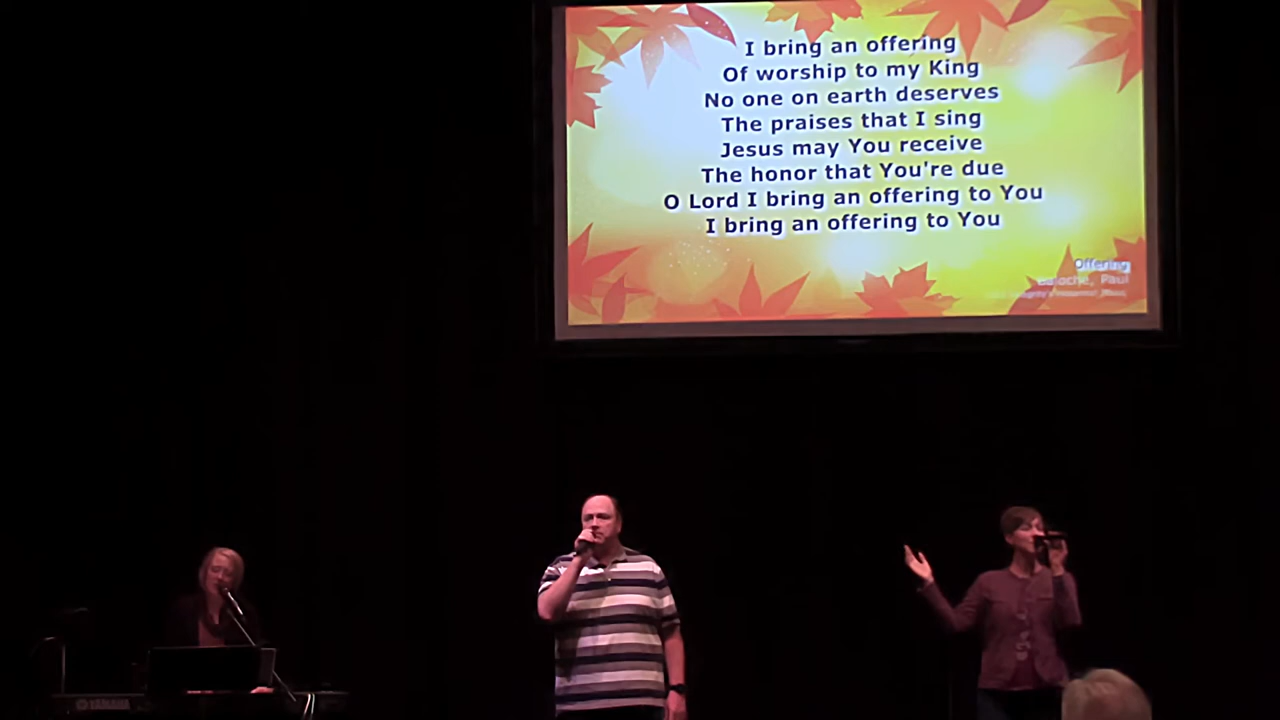 I bring an offering
Of worship to my King
No one on earth deserves
The praises that I sing
Jesus may You receive
The honor that You're due
O Lord I bring an offering to You
I bring an offering to You
Offering
Baloche, Paul
YAMAHA